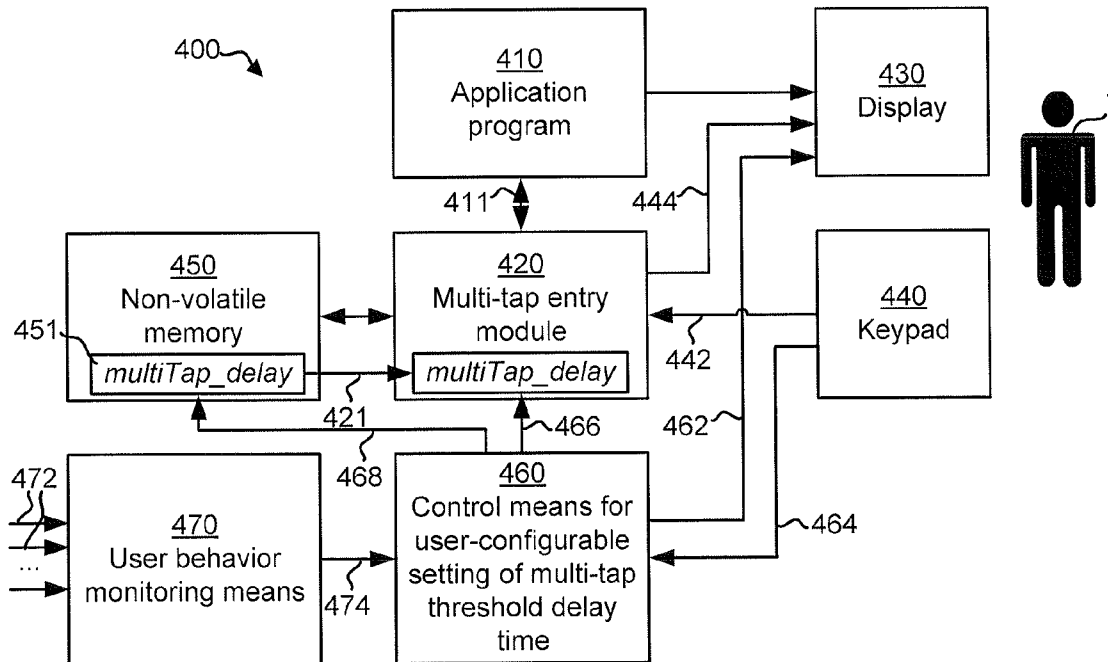 400
410
Application
program
430
Display
411
444
450
Non-volatile
memory
451
multiTap_delay
420
Multi-tap entry
module
multiTap_delay
440
Keypad
442
421
466
462
468
464
472
...
470
User behavior
monitoring means
474
460
Control means for
user-configurable
setting of multi-tap
threshold delay
time